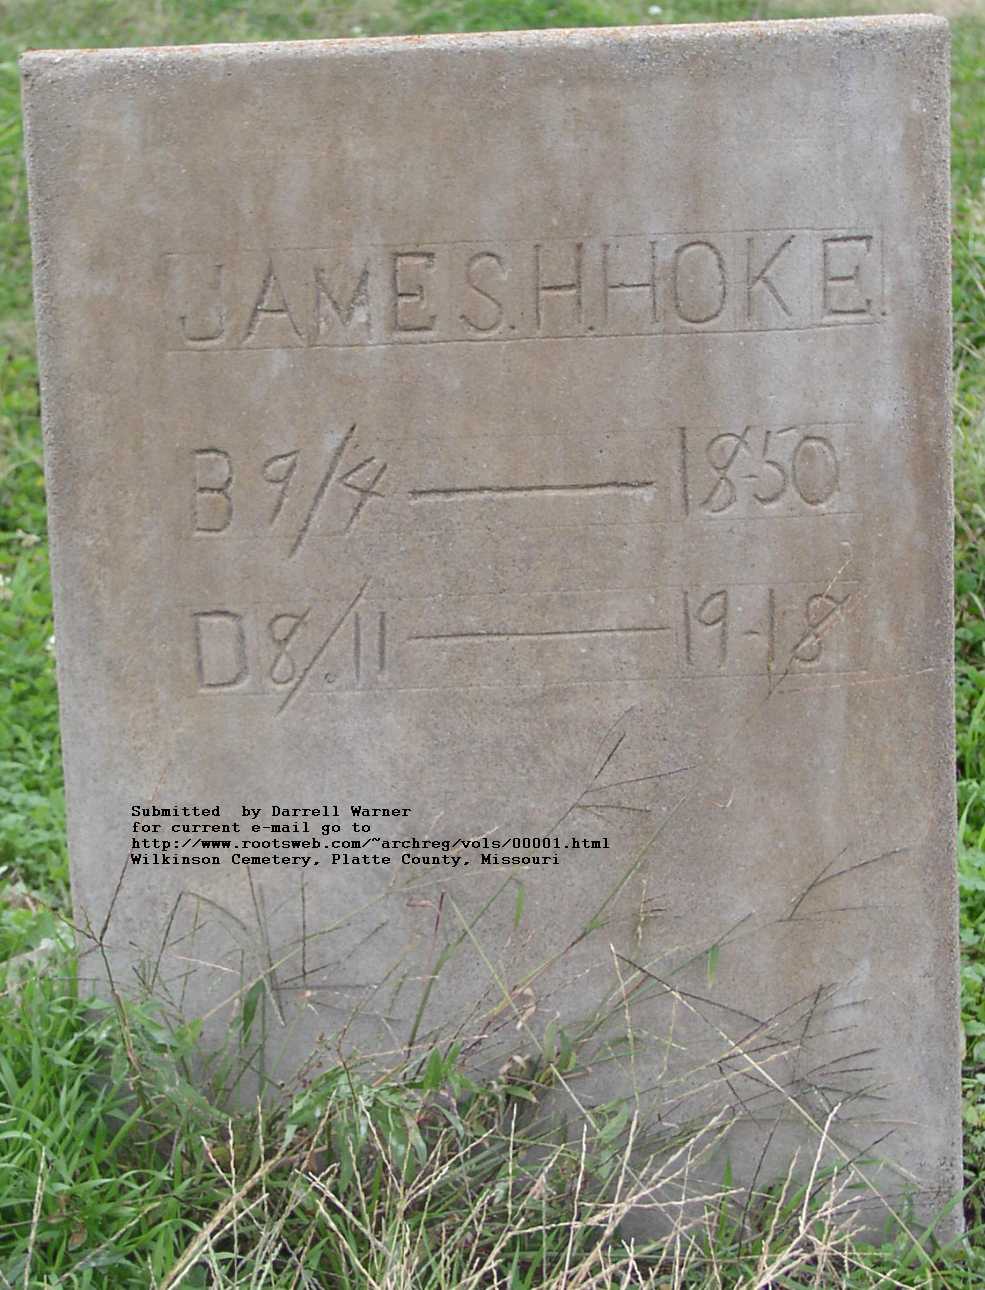 JAMES.H.HOKE.
B 9/4 — 1850
D 8/11 — 1918
Submitted by Darrell Warner
for current e-mail go to
http://www.rootsweb.com/~archreg/vols/00001.html
Wilkinson Cemetery, Platte County, Missouri